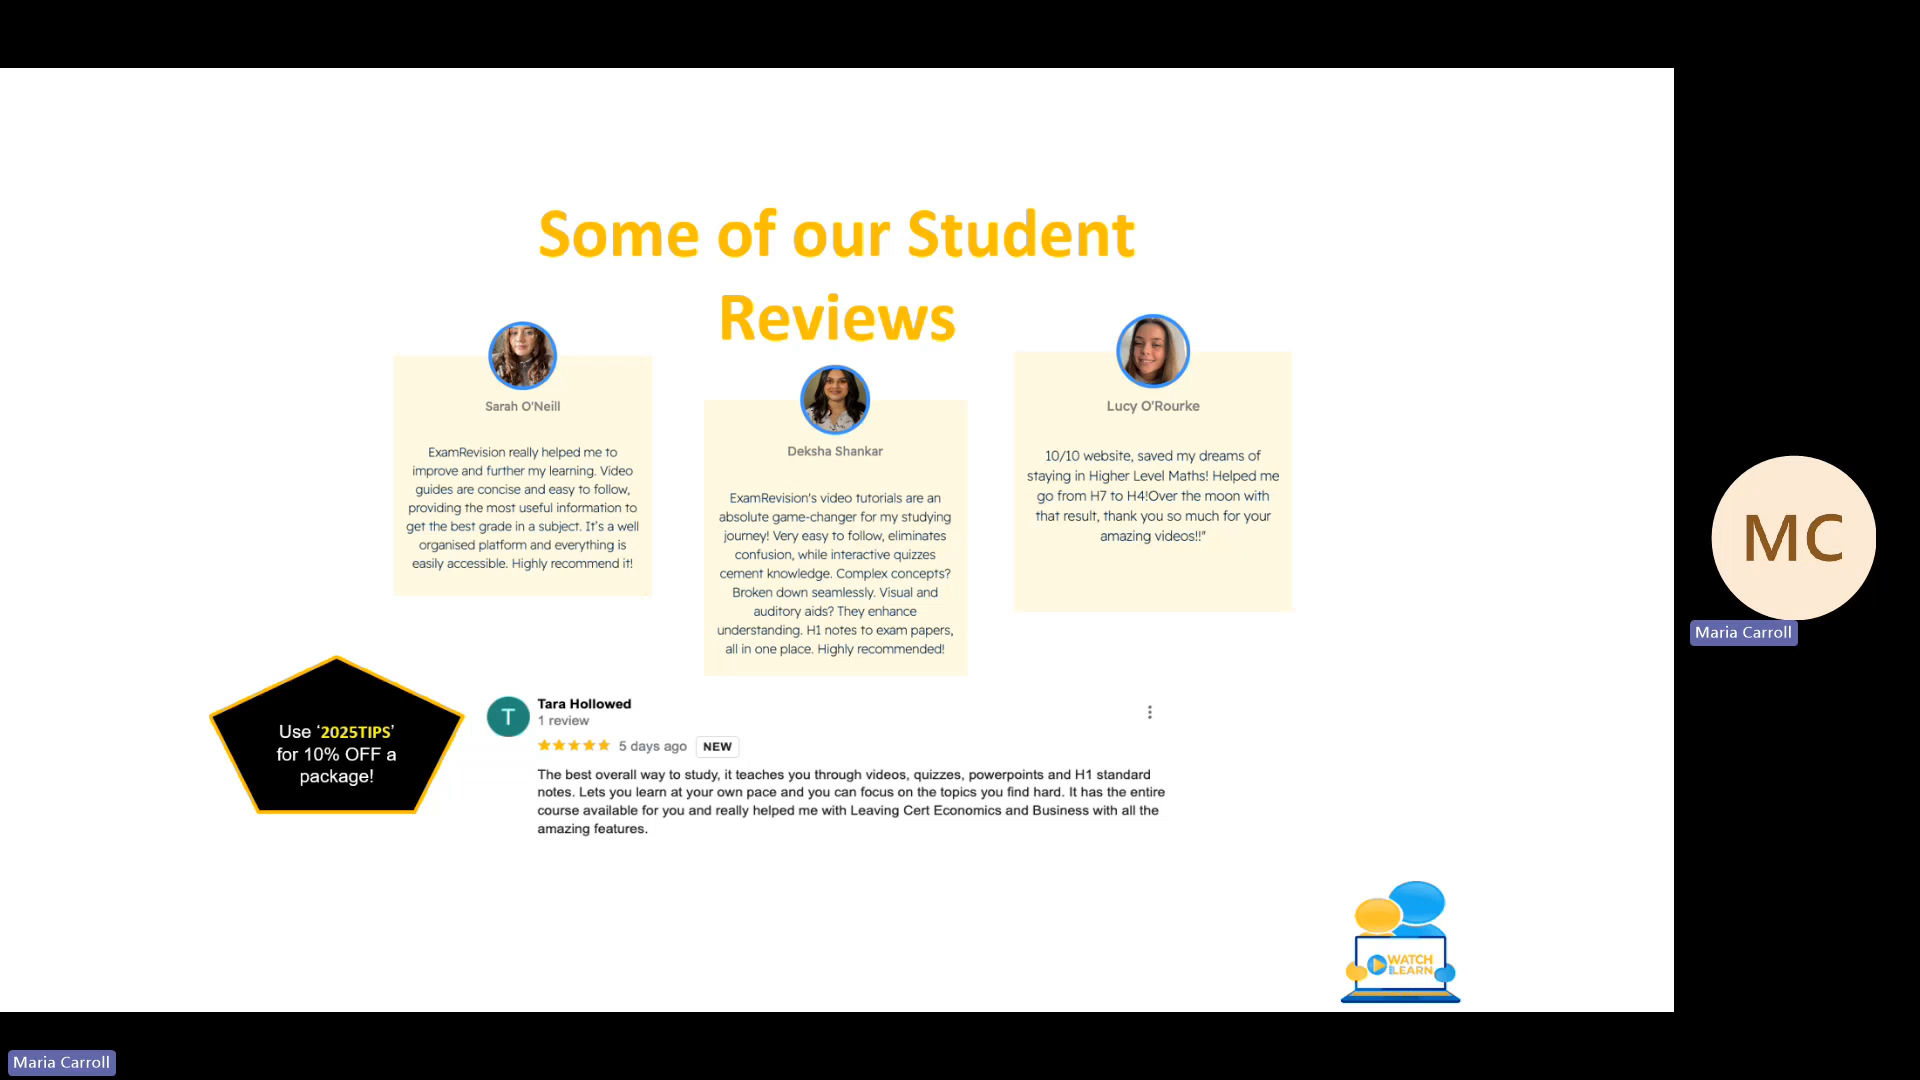 Some of our Student
Reviews
Sarah O'Neill
ExamRevision really helped me to
improve and further my learning. Video
guides are concise and easy to follow,
providing the most useful information to
get the best grade in a subject. It's a well
organised platform and everything is
easily accessible. Highly recommend it!
Deksha Shankar
ExamRevision's video tutorials are an
absolute game-changer for my studying
journey! Very easy to follow, eliminates
confusion, while interactive quizzes
cement knowledge. Complex concepts?
Broken down seamlessly. Visual and
auditory aids? They enhance
understanding. H1 notes to exam papers,
all in one place. Highly recommended!
Lucy O'Rourke
10/10 website, saved my dreams of
staying in Higher Level Maths! Helped me
go from H7 to H4!Over the moon with
that result, thank you so much for your
amazing videos!!"
MC
Maria Carroll
Use ‘2025TIPS’
for 10% OFF a
package!
T
Tara Hollowed
1 review
5 days ago NEW
The best overall way to study, it teaches you through videos, quizzes, powerpoints and H1 standard
notes. Lets you learn at your own pace and you can focus on the topics you find hard. It has the entire
course available for you and really helped me with Leaving Cert Economics and Business with all the
amazing features.
WATCH
LEARN
Maria Carroll